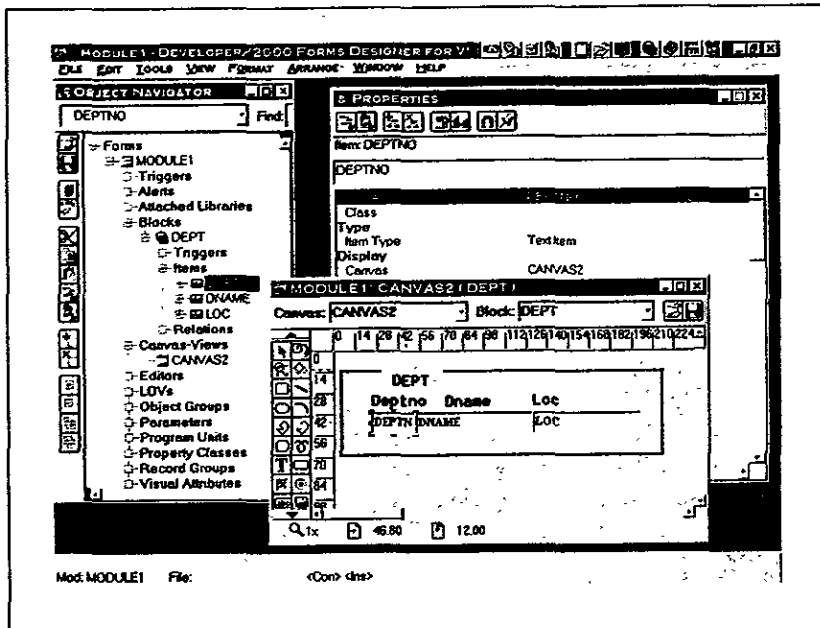 MODULE1 - DEVELOPER/2000 FORMS DESIGNER FOR
FILE EDIT TOOLS VIEW FORMAT ARRANGE WINDOW HELP
OBJECT NAVIGATOR
DEPTNO Find:
Forms
MODULE1
Triggers
Alerts
Attached Libraries
Blocks
DEPT
Triggers
Items
DNAME
LOC
Relations
Canvas-Views
CANVAS2
Editors
LOVs
Object Groups
Parameters
Program Units
Property Classes
Record Groups
Visual Attributes
PROPERTIES
Item: DEPTNO
DEPTNO
Class
Type
Item Type Text Item
Display
Canvas CANVAS2
MODULE1: CANVAS2 (DEPT)
Canvas: CANVAS2 Block: DEPT
0 14 28 42 56 70 84 98 112 126 140 154 168 182 196 210 224
0
14
28
42
56
70
84
DEPT
Deptno Dname Loc
DEPTN DNAME LOC
1x 46.80 12.00
Mod: MODULE1 File: <Con> <Ins>